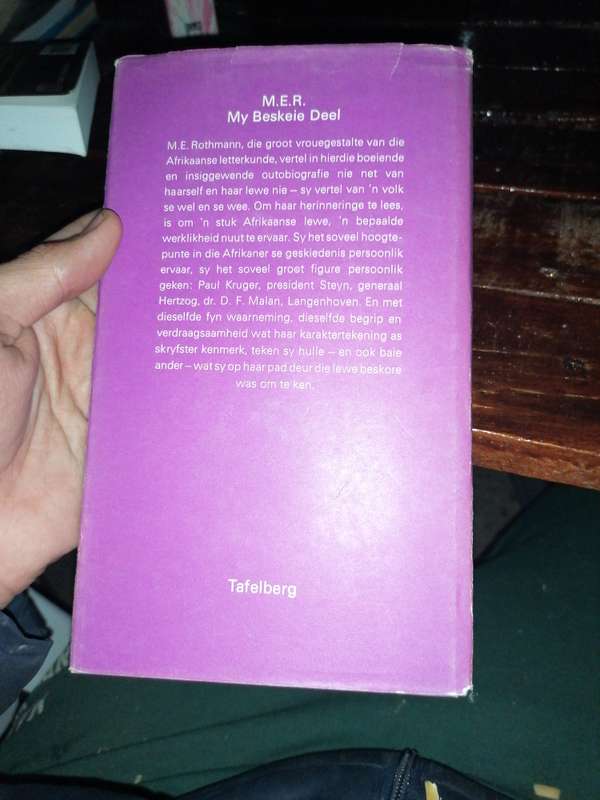 M.E.R.
My Beskeie Deel
M.E. Rothmann, die groot vrouegestalte van die
Afrikaanse letterkunde, vertel in hierdie boeiende
en insiggewende outobiografie nie net van
haarself en haar lewe nie – sy vertel van 'n volk
se wel en se wee. Om haar herinneringe te lees,
is om 'n stuk Afrikaanse lewe, 'n bepaalde
werklikheid nuut te ervaar. Sy het soveel hoogte-
punte in die Afrikaner se geskiedenis persoonlik
ervaar, sy het soveel groet figure persoonlik
geken: Paul Kruger, president Steyn, generaal
Hertzog, dr. D. F. Malan, Langenhoven. En met
dieselfde fyn waarneming, dieselfde begrip en
verdraagsaamheid wat haar karaktertekening as
skryfster kenmerk, teken sy hulle – en ook baie
ander – wat sy op haar pad deur die lewe beskore
was om te ken.
Tafelberg